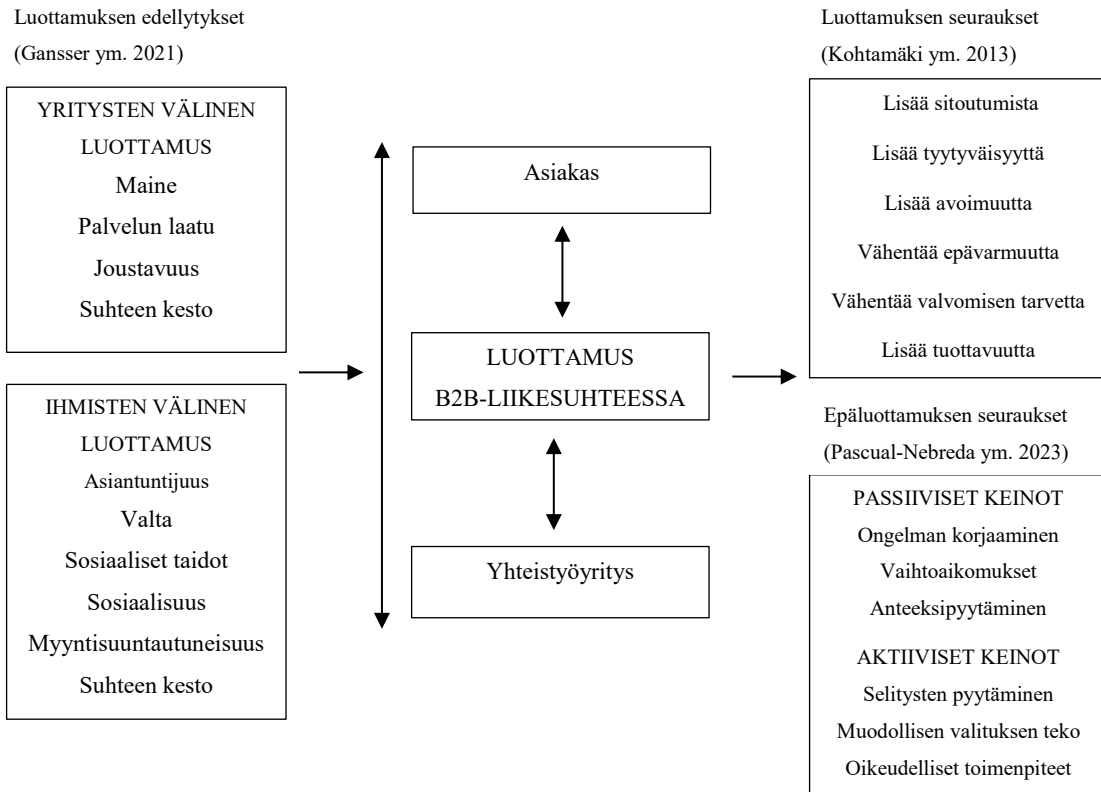 Luottamuksen edellytykset
(Gansser ym. 2021)
YRITYSTEN VÄLINEN
LUOTTAMUS
Maine
Palvelun laatu
Joustavuus
Suhteen kesto
IHMISTEN VÄLINEN
LUOTTAMUS
Asiantuntijuus
Valta
Sosiaaliset taidot
Sosiaalisuus
Myyntisuuntautuneisuus
Suhteen kesto
Asiakas
LUOTTAMUS
B2B-LIIKESUHTEESSA
Yhteistyöyritys
Luottamuksen seuraukset
(Kohtamäki ym. 2013)
Lisää sitoutumista
Lisää tyytyväisyyttä
Lisää avoimuutta
Vähentää epävarmuutta
Vähentää valvomisen tarvetta
Lisää tuottavuutta
Epäluottamuksen seuraukset
(Pascual-Nebreda ym. 2023)
PASSIIVISET KEINOT
Ongelman korjaaminen
Vaihtoaikomukset
Anteeksipyytäminen
AKTIIVISET KEINOT
Selitysten pyytäminen
Muodollisen valituksen teko
Oikeudelliset toimenpiteet